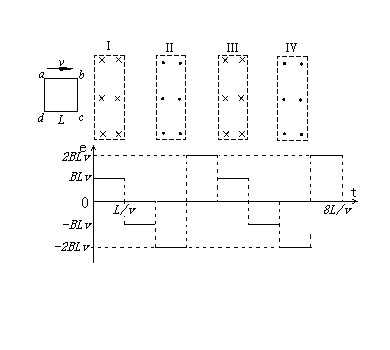 I II III IV
v
a b
d L c
e
2BLv
BLv
t
0 L/v 8L/v
-BLv
-2BLv